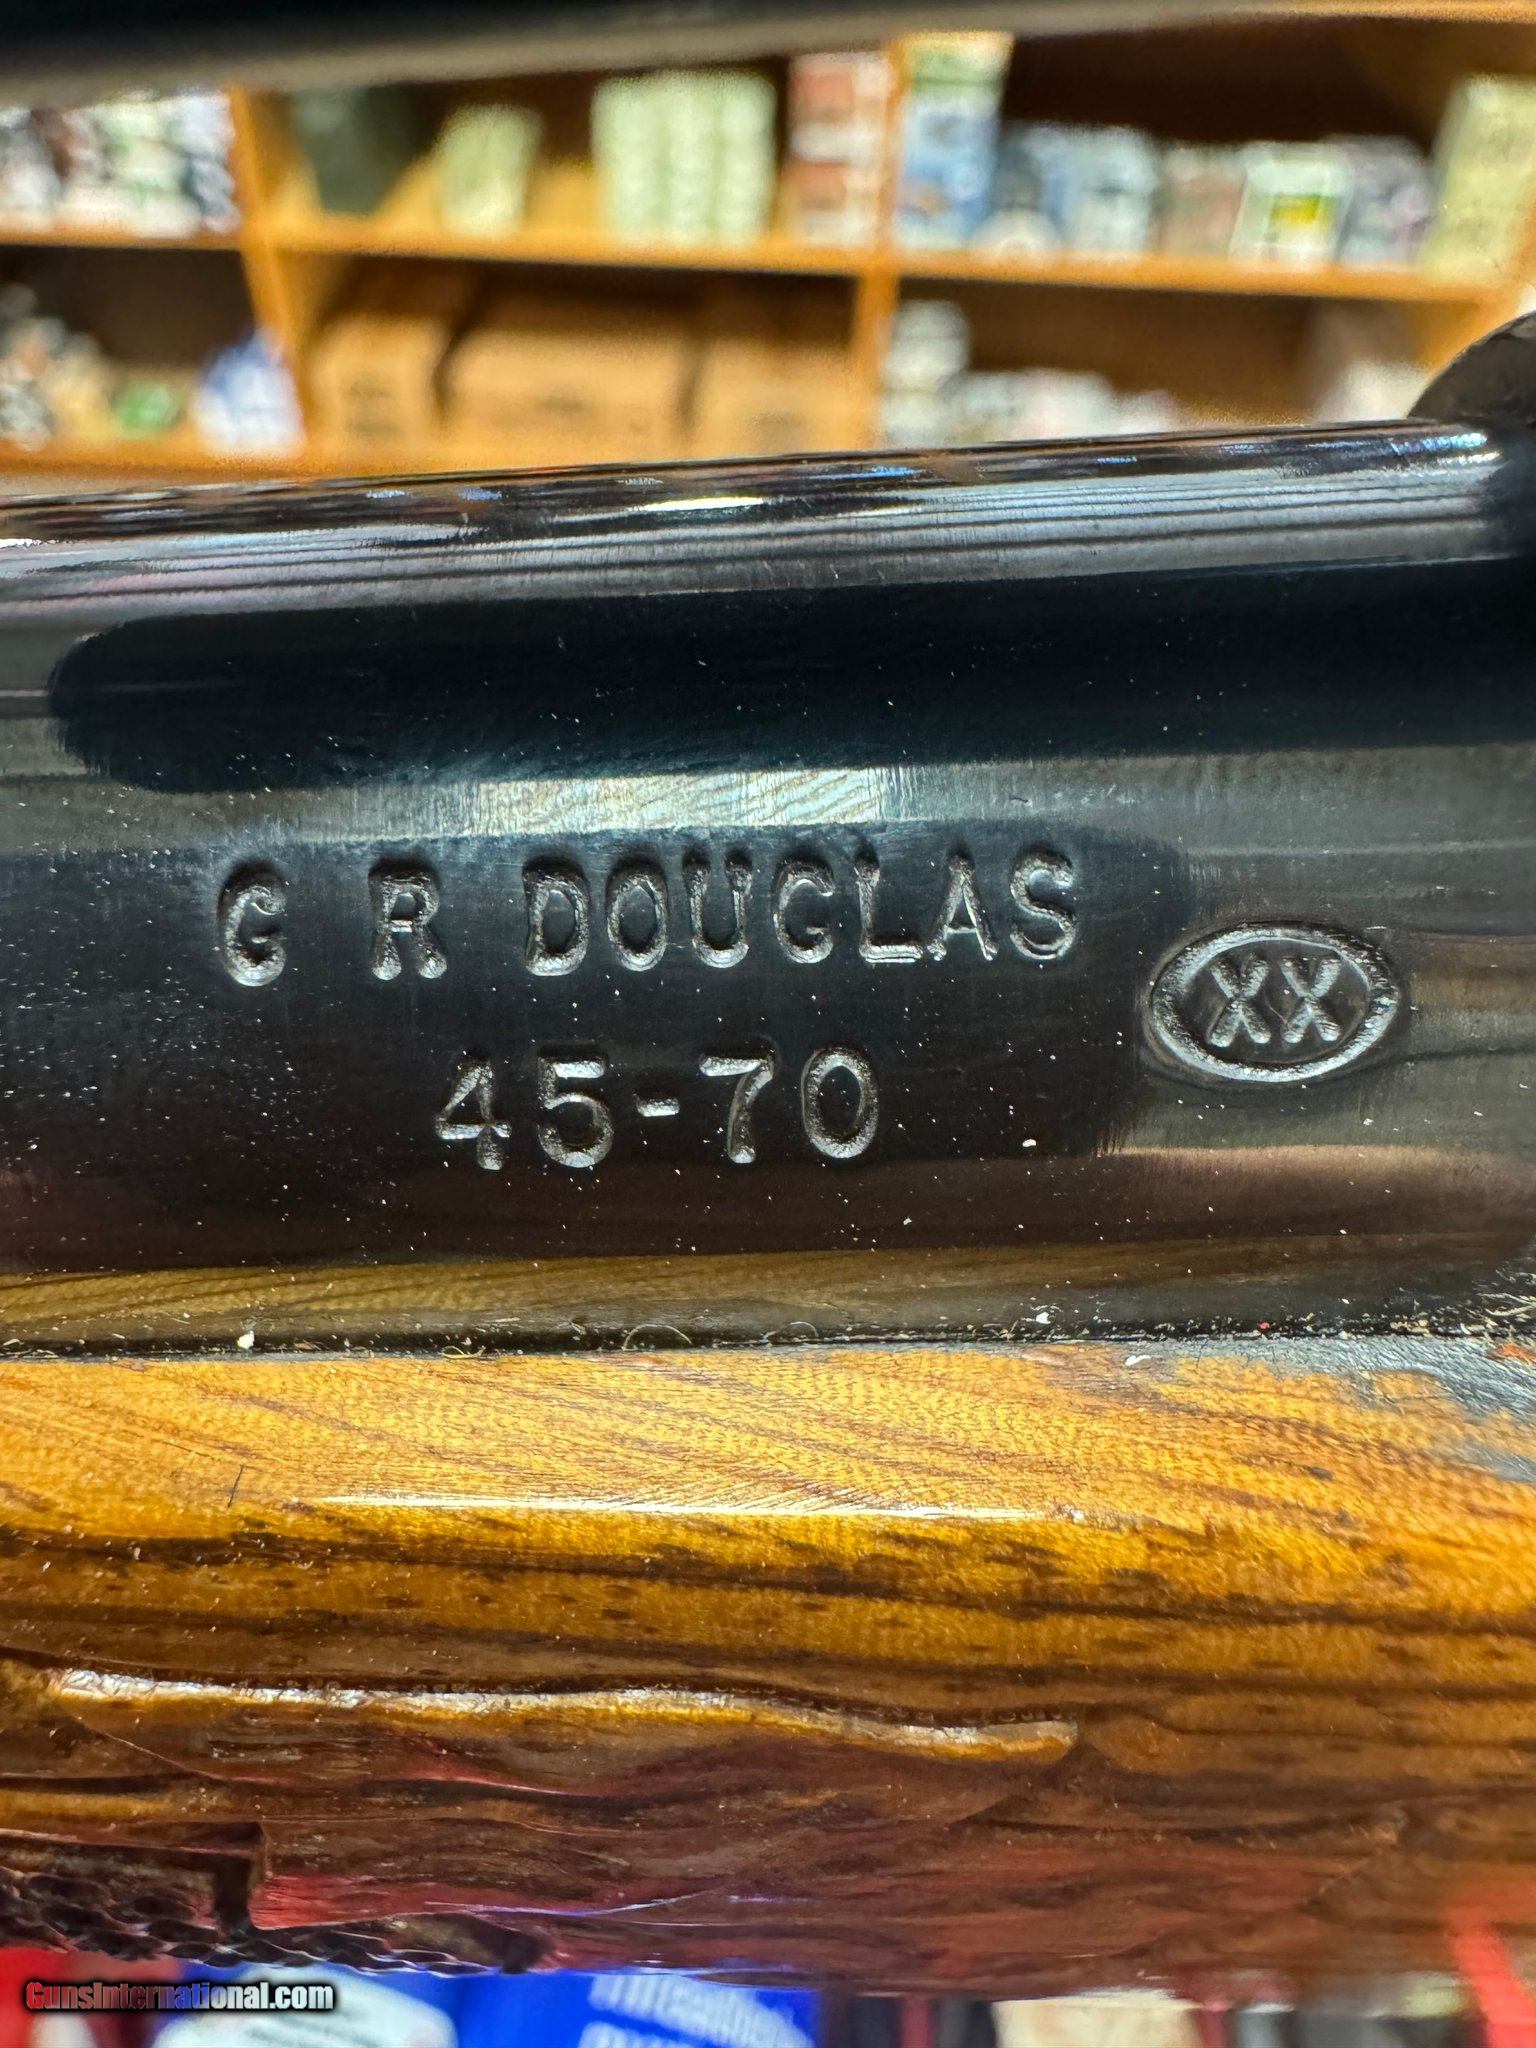 G R DOUGLAS
XX
45-70
GunsInternational.com